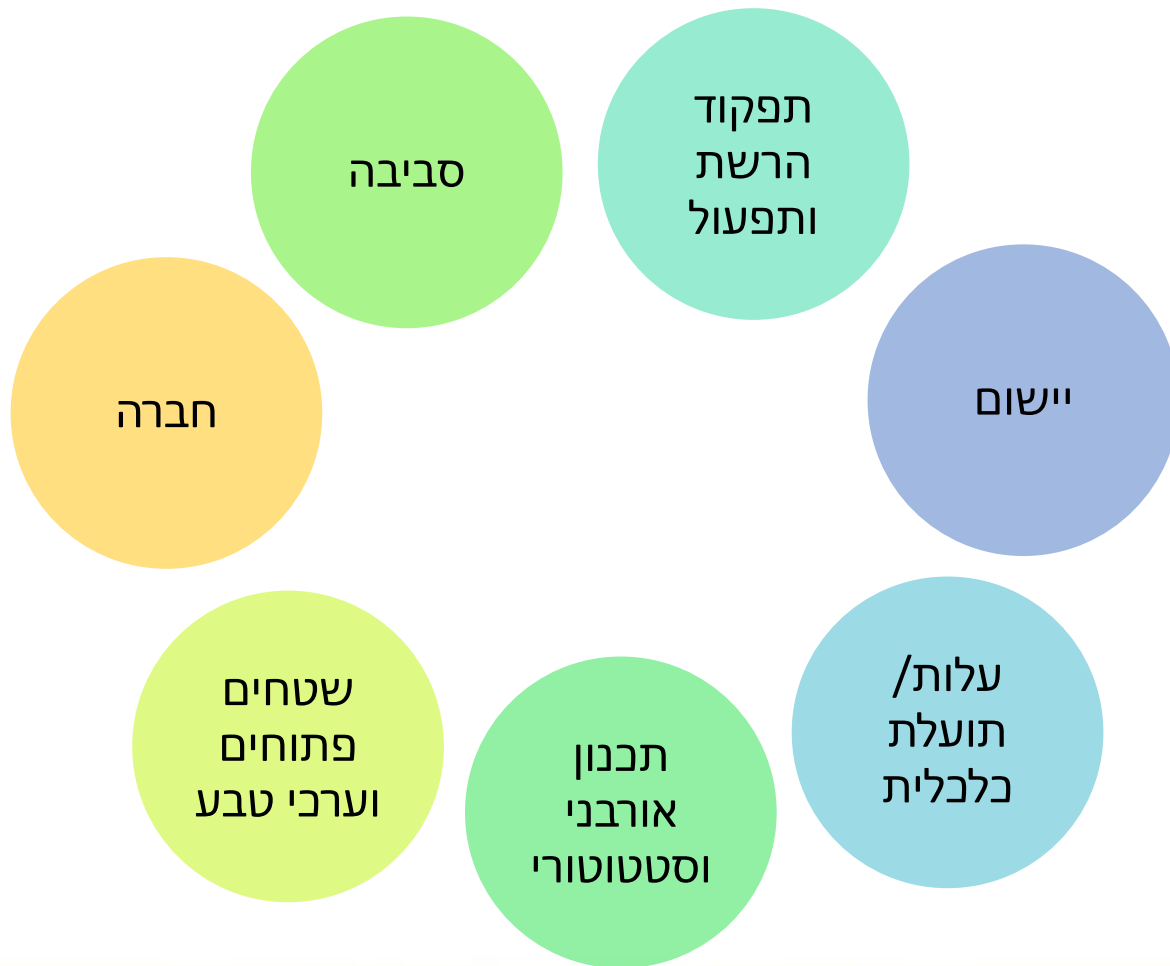 תפקוד
הרשת
ותפעול
סביבה
יישום
חברה
עלות/
תועלת
כלכלית
שטחים
פתוחים
וערכי טבע
תכנון
אורבני
וסטטוטורי